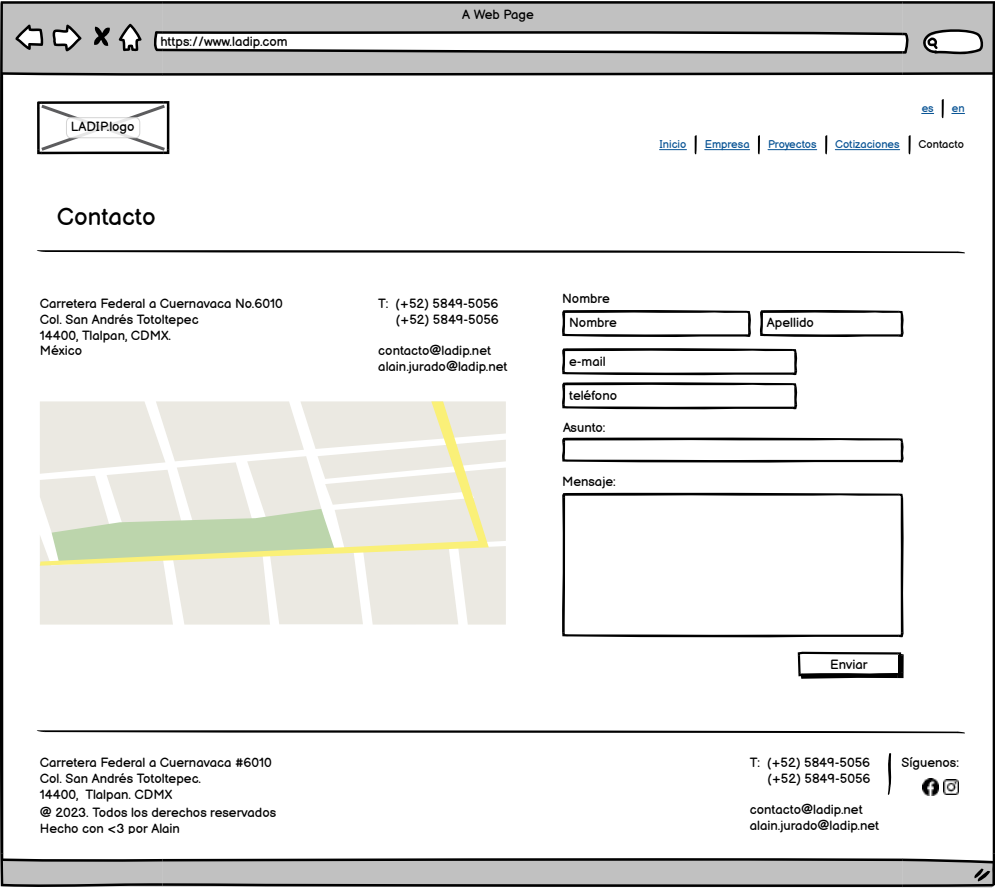 A Web Page
https://www.ladip.com
LADIP.logo
es | en
Inicio | Empresa | Proyectos | Cotizaciones | Contacto
Contacto
Carretera Federal a Cuernavaca No.6010
Col. San Andrés Totoltepec
14400, Tlalpan, CDMX.
México
T: (+52) 5849-5056
(+52) 5849-5056
contacto@ladip.net
alain.jurado@ladip.net
Nombre
Nombre
Apellido
e-mail
teléfono
Asunto:
Mensaje:
Enviar
Carretera Federal a Cuernavaca #6010
Col. San Andrés Totoltepec.
14400, Tlalpan. CDMX
@ 2023. Todos los derechos reservados
Hecho con <3 por Alain
T: (+52) 5849-5056
(+52) 5849-5056
contacto@ladip.net
alain.jurado@ladip.net
Síguenos: